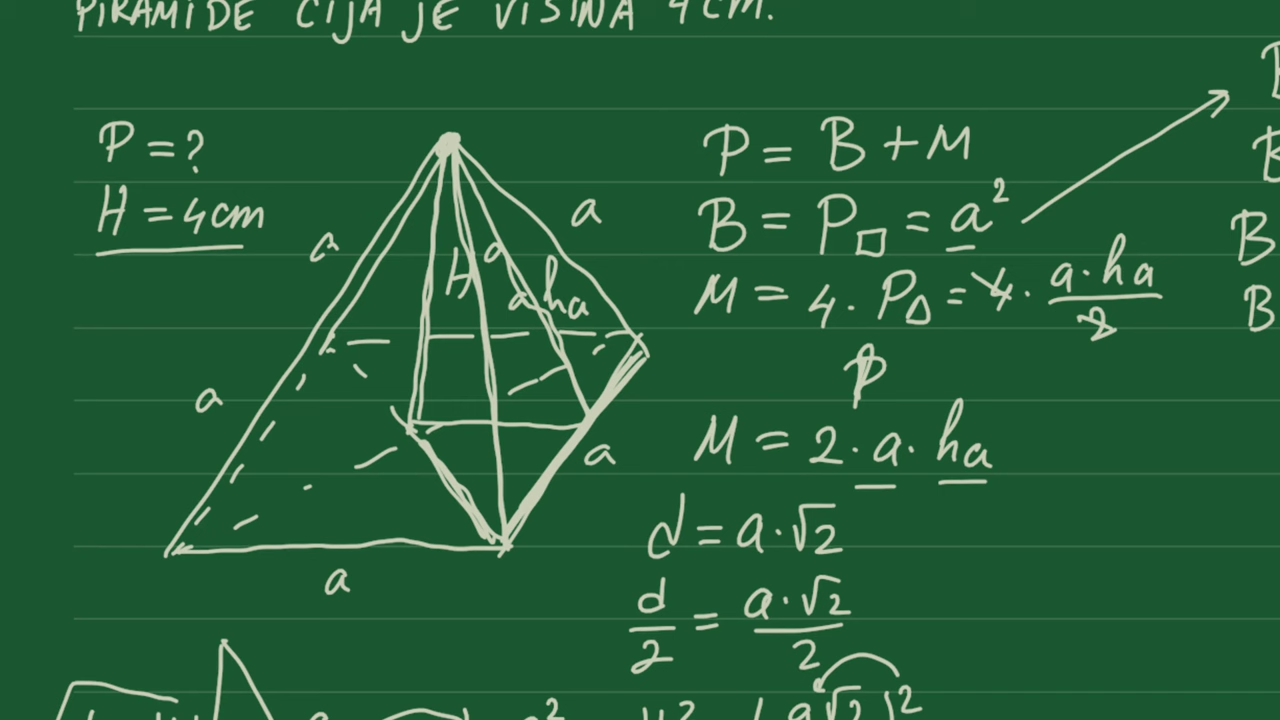 PIRAMIDE ČIJA JE VISINA 4CM.
P = ?
H = 4cm
a
a
a
H
a
a ha
a
a
P = B + M
B = P□ = a²
M = 4 · P△ = 4 · a · ha / 2
P
M = 2 · a · ha
d = a · √2
d/2 = a · √2 / 2